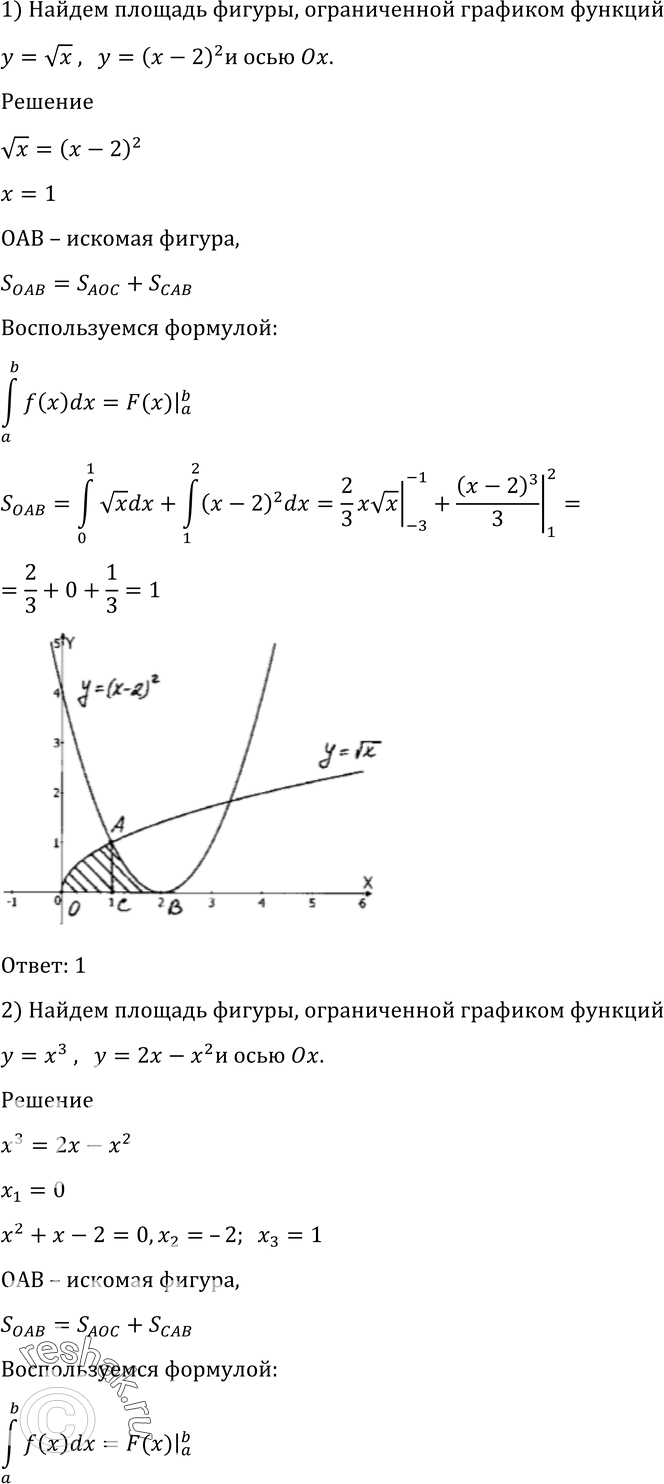 1) Найдем площадь фигуры, ограниченной графиком функций
y = √x , y = (x − 2)² и осью Ox.
Решение
√x = (x − 2)²
x = 1
OAB – искомая фигура,
S_OAB = S_AOC + S_CAB
Воспользуемся формулой:
∫_a^b f(x)dx = F(x)|_a^b
S_OAB = ∫_0^1 √x dx + ∫_1^2 (x − 2)² dx = 2/3 x√x |_−3^−1 + (x − 2)³/3 |_1^2 =
= 2/3 + 0 + 1/3 = 1
5 Y
y=(x-2)²
4
3
y=√x
2
A
1
X
-1 0 1 2 3 4 5 6
O C B
Ответ: 1
2) Найдем площадь фигуры, ограниченной графиком функций
y = x³ , y = 2x − x² и осью Ox.
Решение
x³ = 2x − x²
x₁ = 0
x² + x − 2 = 0, x₂ = –2; x₃ = 1
OAB – искомая фигура,
S_OAB = S_AOC + S_CAB
Воспользуемся формулой:
∫_a^b f(x)dx = F(x)|_a^b
reshak.ru
©